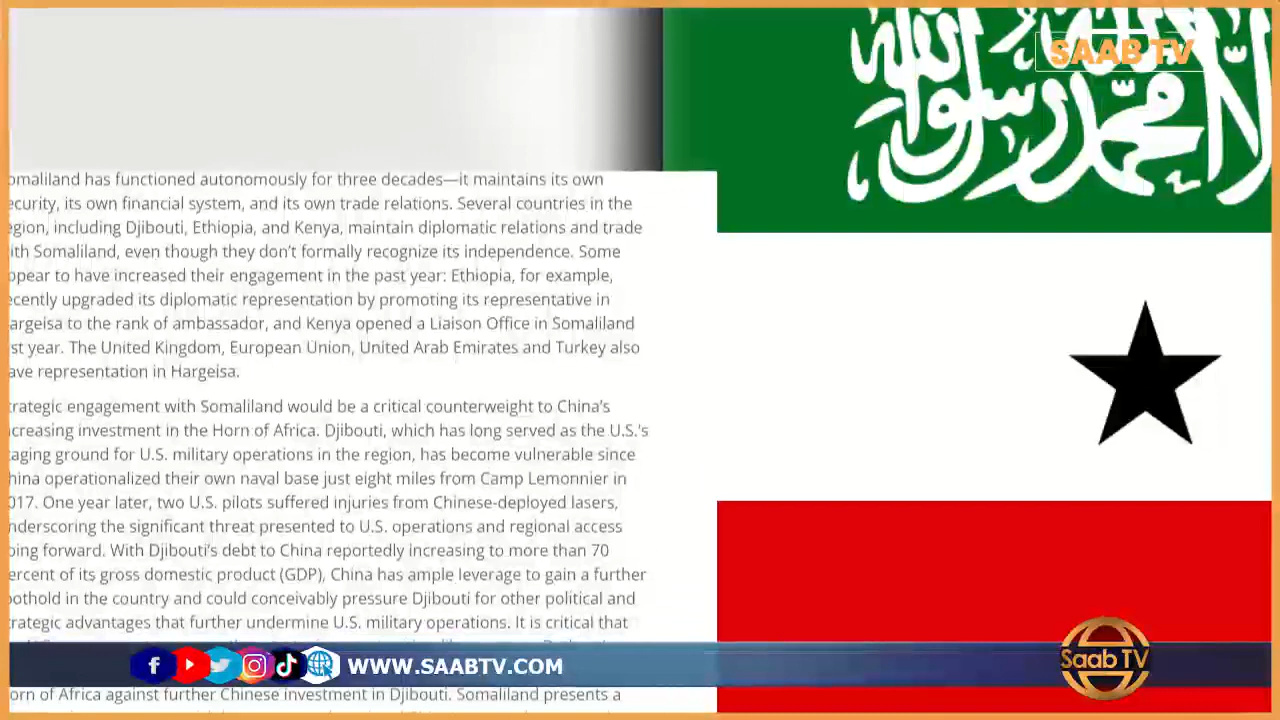 SAAB TV
محمد رسول الله
omaliland has functioned autonomously for three decades—it maintains its own
ecurity, its own financial system, and its own trade relations. Several countries in the
egion, including Djibouti, Ethiopia, and Kenya, maintain diplomatic relations and trade
ith Somaliland, even though they don't formally recognize its independence. Some
ppear to have increased their engagement in the past year: Ethiopia, for example,
ecently upgraded its diplomatic representation by promoting its representative in
argeisa to the rank of ambassador, and Kenya opened a Liaison Office in Somaliland
st year. The United Kingdom, European Union, United Arab Emirates and Turkey also
ave representation in Hargeisa.
trategic engagement with Somaliland would be a critical counterweight to China's
creasing investment in the Horn of Africa. Djibouti, which has long served as the U.S.'s
aging ground for U.S. military operations in the region, has become vulnerable since
hina operationalized their own naval base just eight miles from Camp Lemonnier in
017. One year later, two U.S. pilots suffered injuries from Chinese-deployed lasers,
nderscoring the significant threat presented to U.S. operations and regional access
oing forward. With Djibouti's debt to China reportedly increasing to more than 70
ercent of its gross domestic product (GDP), China has ample leverage to gain a further
othold in the country and could conceivably pressure Djibouti for other political and
trategic advantages that further undermine U.S. military operations. It is critical that
WWW.SAABTV.COM
Saab TV
orn of Africa against further Chinese investment in Djibouti. Somaliland presents a